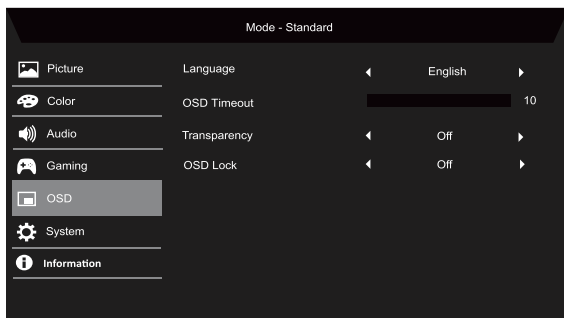 Mode - Standard
Picture
Color
Audio
Gaming
OSD
System
Information
Language English
OSD Timeout 10
Transparency Off
OSD Lock Off